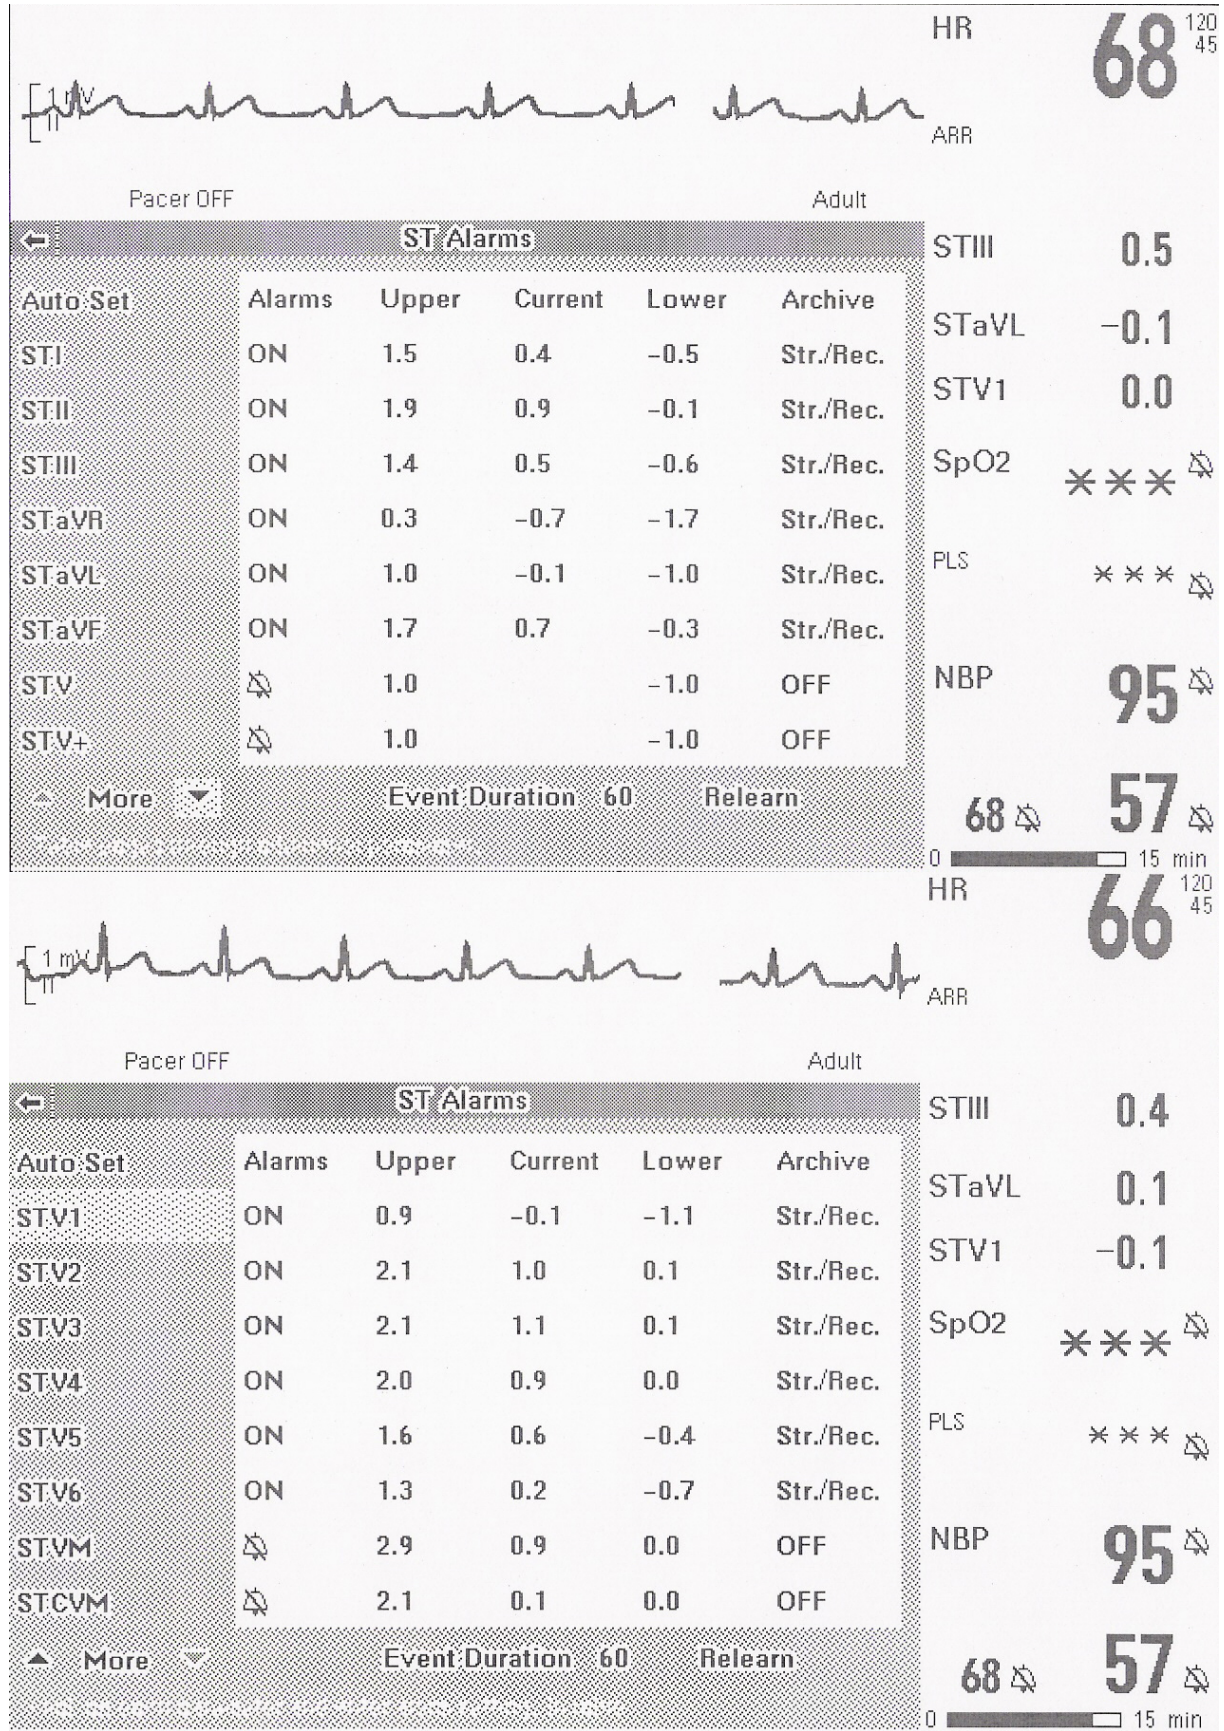 HR 68 120
45
1 mV
II
ARR
Pacer OFF Adult
ST Alarms
Auto Set Alarms Upper Current Lower Archive
ST I ON 1.5 0.4 -0.5 Str./Rec.
ST II ON 1.9 0.9 -0.1 Str./Rec.
ST III ON 1.4 0.5 -0.6 Str./Rec.
ST aVR ON 0.3 -0.7 -1.7 Str./Rec.
ST aVL ON 1.0 -0.1 -1.0 Str./Rec.
ST aVF ON 1.7 0.7 -0.3 Str./Rec.
ST V 1.0 -1.0 OFF
ST V+ 1.0 -1.0 OFF
More Event Duration 60 Relearn
STIII 0.5
STaVL -0.1
STV1 0.0
SpO2 ***
PLS ***
NBP 95
68 57
0 15 min
HR 66 120
45
1 mV
II
ARR
Pacer OFF Adult
ST Alarms
Auto Set Alarms Upper Current Lower Archive
ST V1 ON 0.9 -0.1 -1.1 Str./Rec.
ST V2 ON 2.1 1.0 0.1 Str./Rec.
ST V3 ON 2.1 1.1 0.1 Str./Rec.
ST V4 ON 2.0 0.9 0.0 Str./Rec.
ST V5 ON 1.6 0.6 -0.4 Str./Rec.
ST V6 ON 1.3 0.2 -0.7 Str./Rec.
ST VM 2.9 0.9 0.0 OFF
ST CVM 2.1 0.1 0.0 OFF
More Event Duration 60 Relearn
STIII 0.4
STaVL 0.1
STV1 -0.1
SpO2 ***
PLS ***
NBP 95
68 57
0 15 min